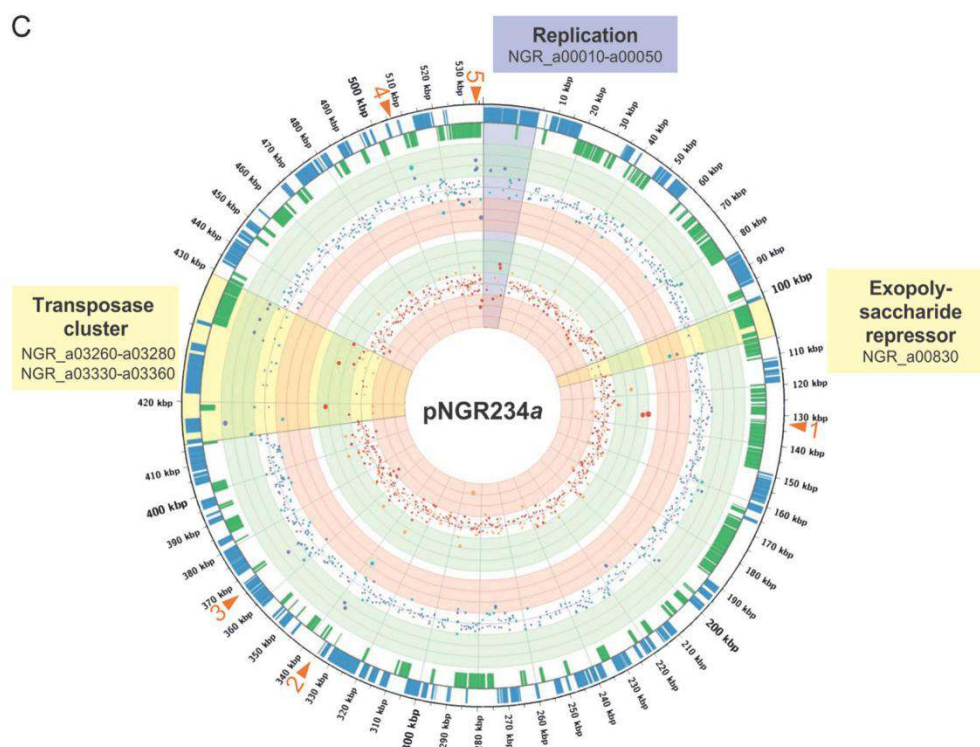 C
Replication
NGR_a00010-a00050
Transposase
cluster
NGR_a03260-a03280
NGR_a03330-a03360
Exopoly-
saccharide
repressor
NGR_a00830
pNGR234a
10 kbp
20 kbp
30 kbp
40 kbp
50 kbp
60 kbp
70 kbp
80 kbp
90 kbp
100 kbp
110 kbp
120 kbp
130 kbp
1
140 kbp
150 kbp
160 kbp
170 kbp
180 kbp
190 kbp
200 kbp
210 kbp
220 kbp
230 kbp
240 kbp
250 kbp
260 kbp
270 kbp
280 kbp
290 kbp
300 kbp
310 kbp
320 kbp
330 kbp
340 kbp
2
350 kbp
360 kbp
3
370 kbp
380 kbp
390 kbp
400 kbp
410 kbp
420 kbp
430 kbp
440 kbp
450 kbp
460 kbp
470 kbp
480 kbp
490 kbp
500 kbp
4
510 kbp
520 kbp
530 kbp
5